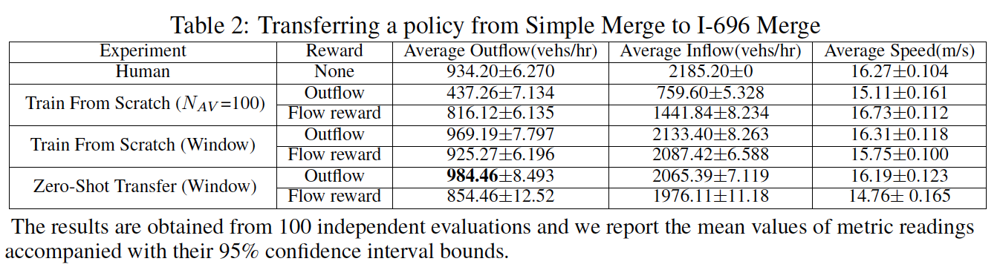 Table 2: Transferring a policy from Simple Merge to I-696 Merge
Experiment Reward Average Outflow(vehs/hr) Average Inflow(vehs/hr) Average Speed(m/s)
Human None 934.20±6.270 2185.20±0 16.27±0.104
Train From Scratch (N_AV=100) Outflow 437.26±7.134 759.60±5.328 15.11±0.161
Flow reward 816.12±6.135 1441.84±8.234 16.73±0.112
Train From Scratch (Window) Outflow 969.19±7.797 2133.40±8.263 16.31±0.118
Flow reward 925.27±6.196 2087.42±6.588 15.75±0.100
Zero-Shot Transfer (Window) Outflow 984.46±8.493 2065.39±7.119 16.19±0.123
Flow reward 854.46±12.52 1976.11±11.18 14.76± 0.165
The results are obtained from 100 independent evaluations and we report the mean values of metric readings
accompanied with their 95% confidence interval bounds.